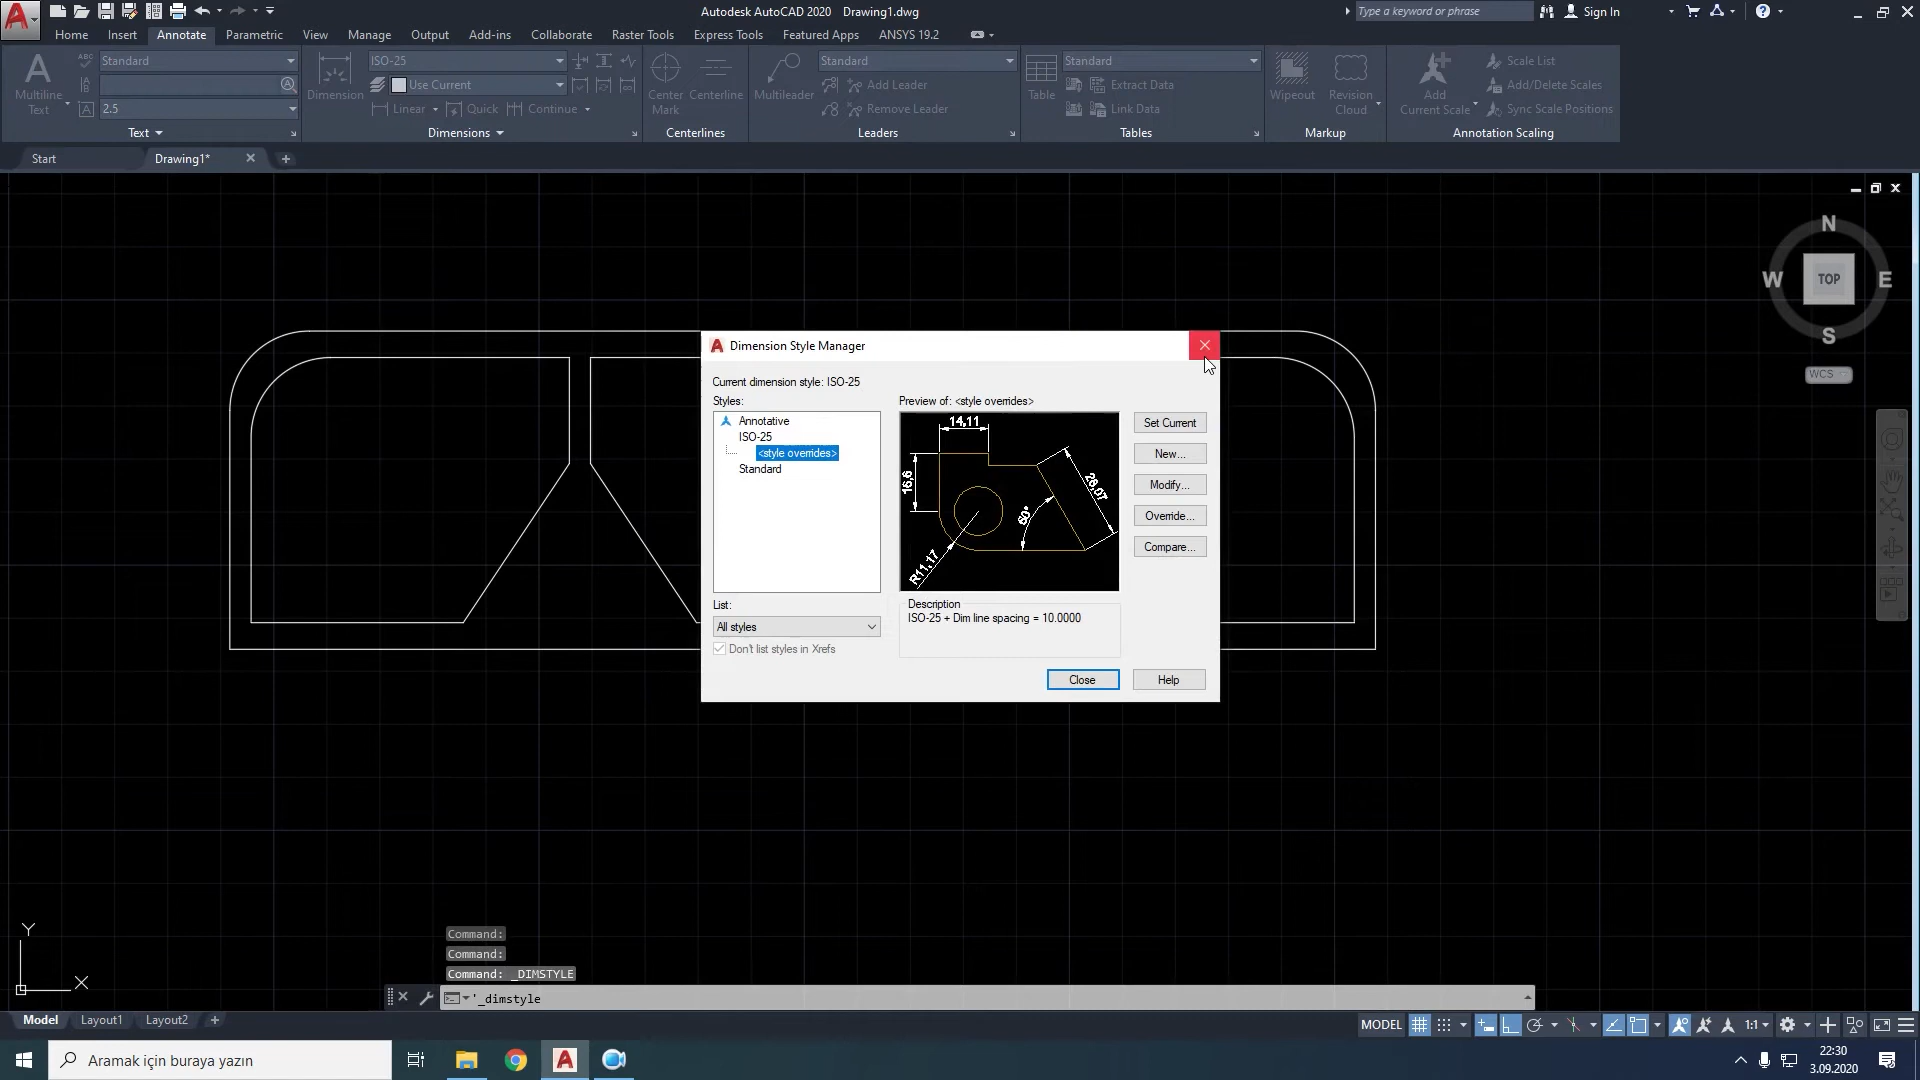 Autodesk AutoCAD 2020 Drawing1.dwg Type a keyword or phrase Sign In
Home Insert Annotate Parametric View Manage Output Add-ins Collaborate Raster Tools Express Tools Featured Apps ANSYS 19.2
Standard ISO-25 Standard Standard Scale List
Multiline Text Dimension Use Current Center Mark Centerline Multileader Add Leader Table Extract Data Wipeout Revision Cloud Add Current Scale Add/Delete Scales
2.5 Linear Quick Continue Remove Leader Link Data Sync Scale Positions
Text Dimensions Centerlines Leaders Tables Markup Annotation Scaling
Start Drawing1*
N
W TOP E
S
WCS
Dimension Style Manager
Current dimension style: ISO-25
Styles: Preview of: <style overrides>
Annotative
ISO-25
<style overrides>
Standard
14,11
16,6
28,07
60°
R11,17
Set Current
New...
Modify...
Override...
Compare...
List:
All styles
Don't list styles in Xrefs
Description
ISO-25 + Dim line spacing = 10.0000
Close Help
Y
X
Command:
Command:
Command: _DIMSTYLE
'_dimstyle
Model Layout1 Layout2 MODEL 1:1
Aramak için buraya yazın
22:30
3.09.2020